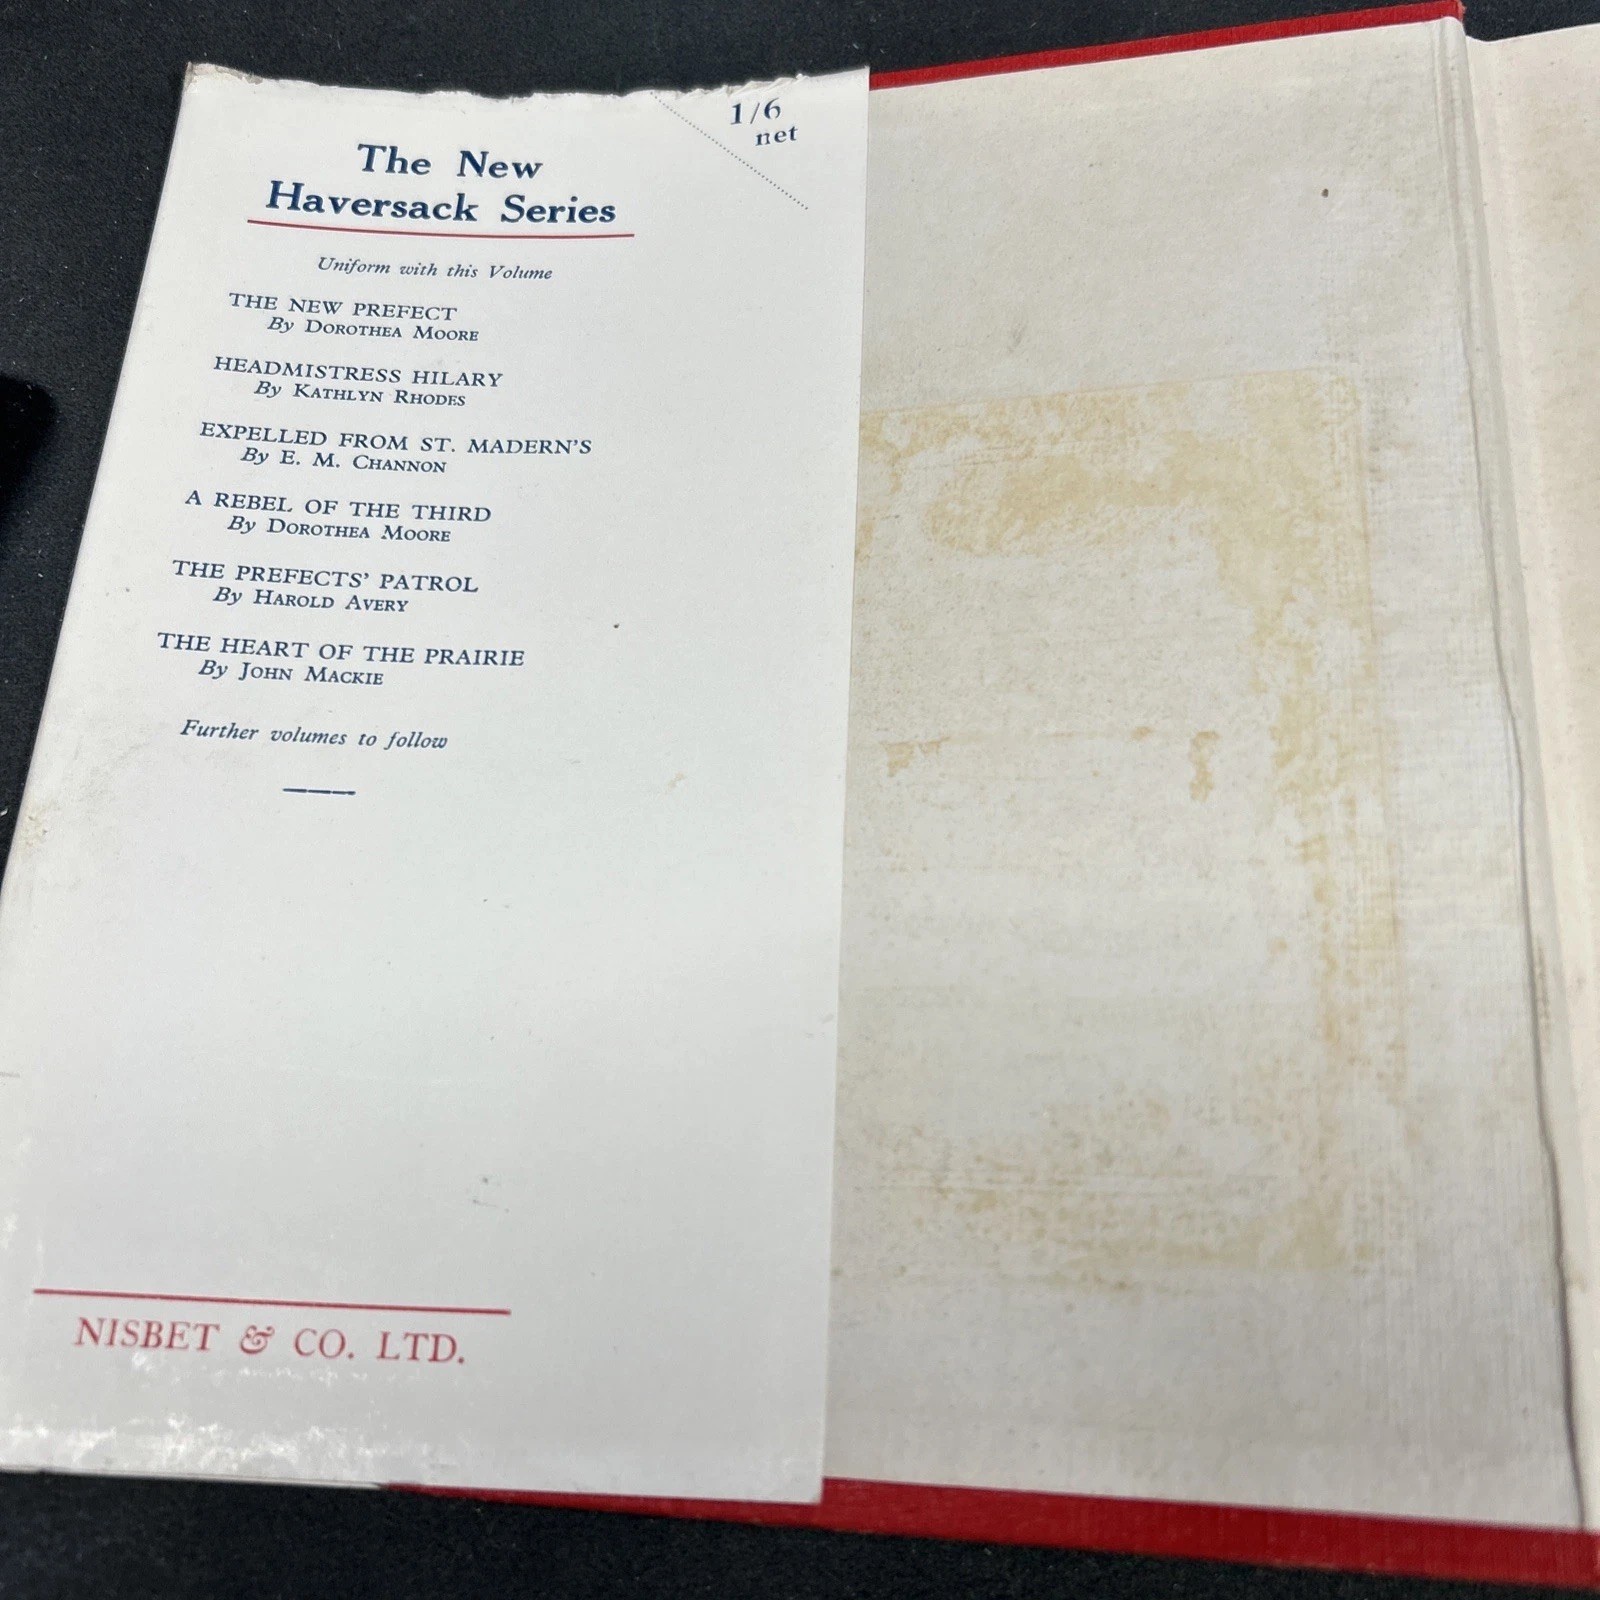 1/6
net
The New
Haversack Series
Uniform with this Volume
THE NEW PREFECT
By DOROTHEA MOORE
HEADMISTRESS HILARY
By KATHLYN RHODES
EXPELLED FROM ST. MADERN'S
By E. M. CHANNON
A REBEL OF THE THIRD
By DOROTHEA MOORE
THE PREFECTS' PATROL
By HAROLD AVERY
THE HEART OF THE PRAIRIE
By JOHN MACKIE
Further volumes to follow
NISBET & CO. LTD.